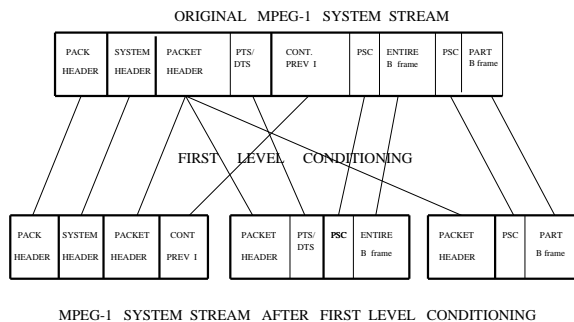 ORIGINAL MPEG-1 SYSTEM STREAM
PACK HEADER
SYSTEM HEADER
PACKET HEADER
PTS/ DTS
CONT. PREV I
PSC
ENTIRE B frame
PSC
PART B frame
FIRST LEVEL CONDITIONING
PACK HEADER
SYSTEM HEADER
PACKET HEADER
CONT PREV I
PACKET HEADER
PTS/ DTS
PSC
ENTIRE B frame
PACKET HEADER
PSC
PART B frame
MPEG-1 SYSTEM STREAM AFTER FIRST LEVEL CONDITIONING